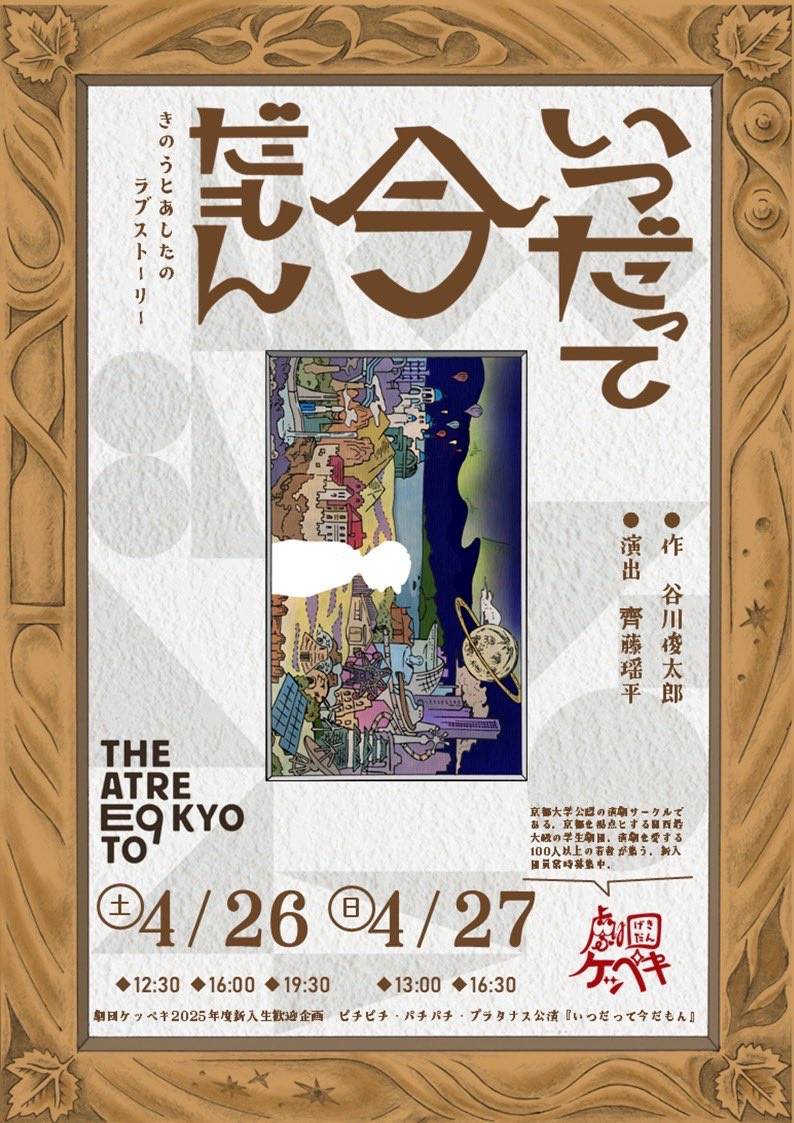 いつだって
今
だもん
きのうとあしたの
ラブストーリー
●作 谷川俊太郎
●演出 齊藤瑶平
THE
ATRE
E9 KYO
TO
京都大学公認の演劇サークルで
ある。京都を拠点とする関西最
大級の学生劇団。演劇を愛する
100人以上の若者が集う。新入
団員常時募集中。
劇団
げきだん
ケッペキ
土 4/26 日 4/27
◆12:30 ◆16:00 ◆19:30 ◆13:00 ◆16:30
劇団ケッペキ2025年度新入生歓迎企画 ピチピチ・パチパチ・プラタナス公演『いつだって今だもん』